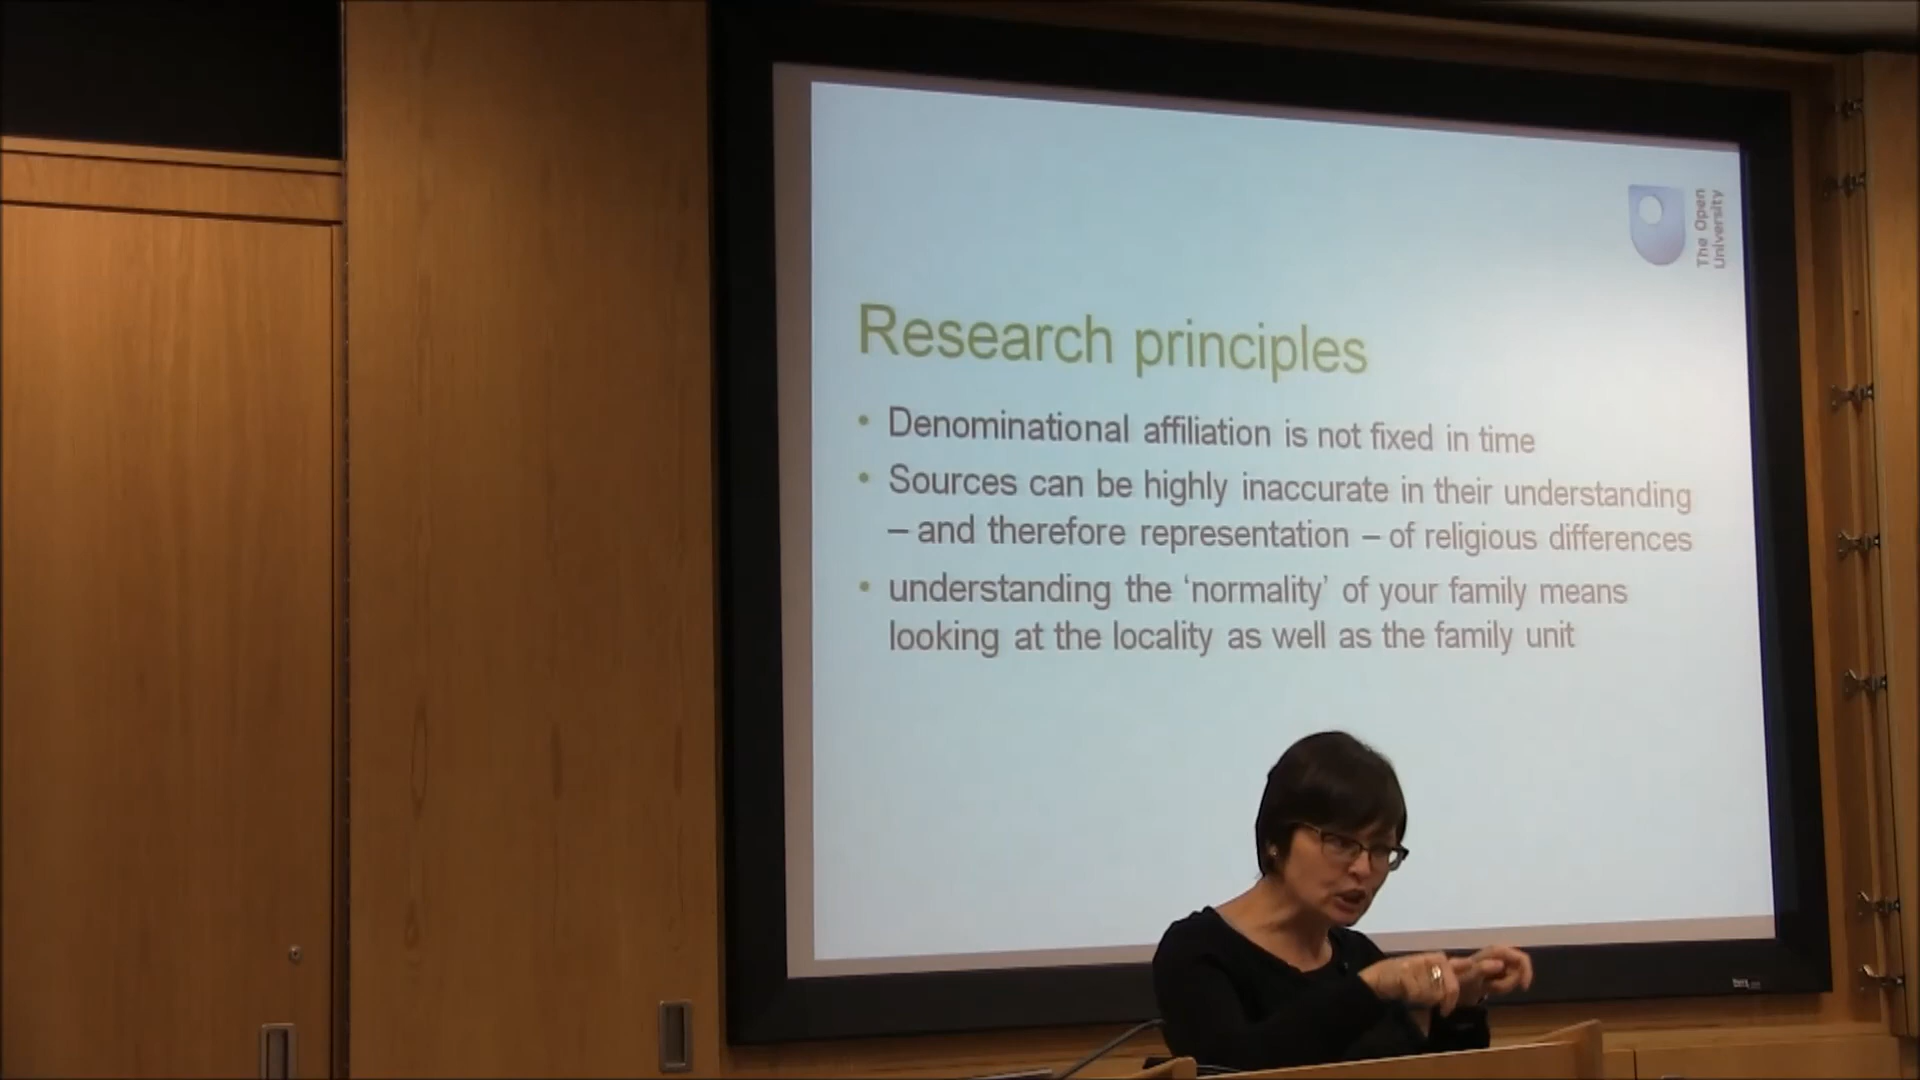 The Open
University
Research principles
• Denominational affiliation is not fixed in time
• Sources can be highly inaccurate in their understanding
– and therefore representation – of religious differences
• understanding the ‘normality’ of your family means
looking at the locality as well as the family unit